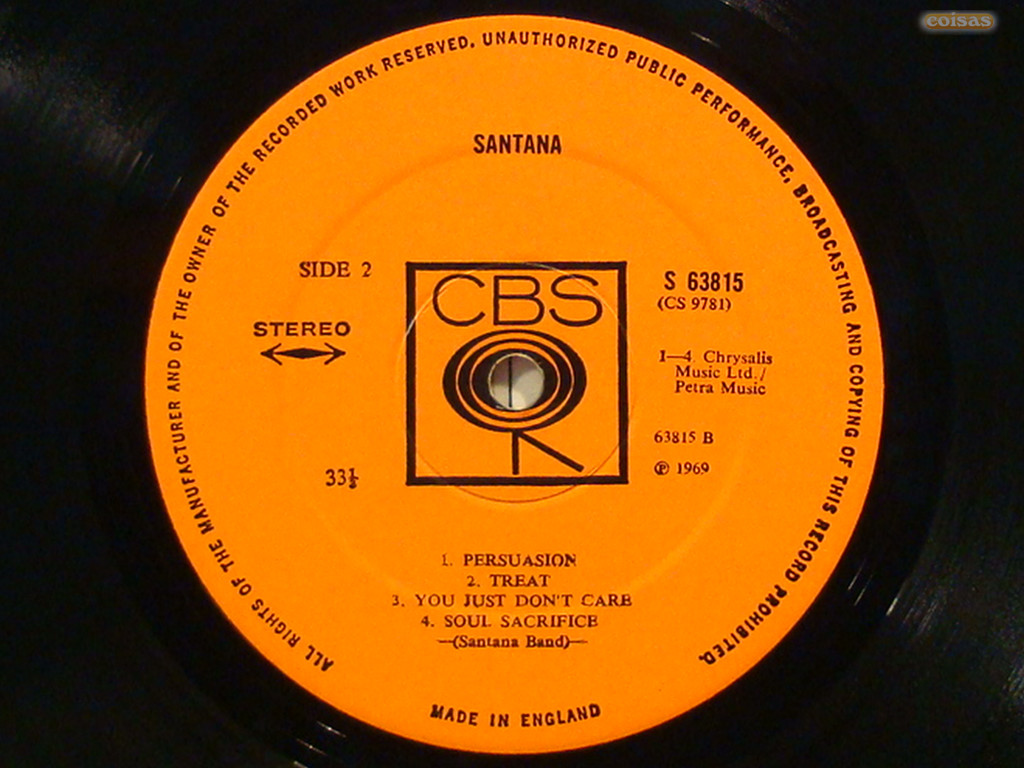 coisas
ALL RIGHTS OF THE MANUFACTURER AND OF THE OWNER OF THE RECORDED WORK RESERVED. UNAUTHORIZED PUBLIC PERFORMANCE, BROADCASTING AND COPYING OF THIS RECORD PROHIBITED.
SANTANA
SIDE 2
STEREO
33⅓
CBS
S 63815
(CS 9781)
1—4. Chrysalis
Music Ltd./
Petra Music
63815 B
℗ 1969
1. PERSUASION
2. TREAT
3. YOU JUST DON'T CARE
4. SOUL SACRIFICE
—(Santana Band)—
MADE IN ENGLAND